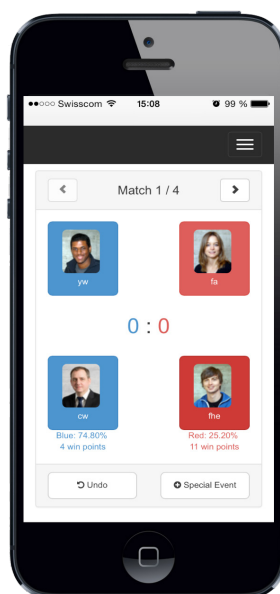 ●●○○○ Swisscom 15:08 99 %
Match 1 / 4
yw fa
0 : 0
cw fhe
Blue: 74.80% Red: 25.20%
4 win points 11 win points
Undo Special Event